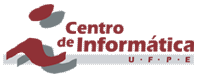 Centro
de Informática
U F P E